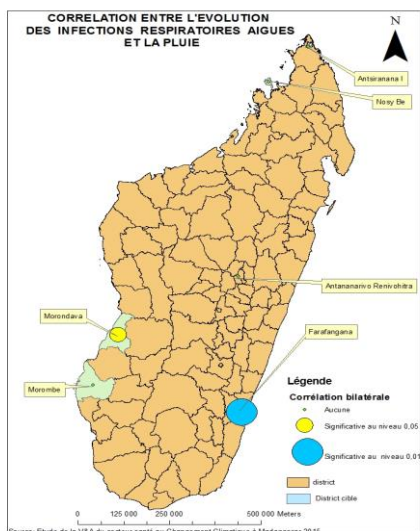 CORRELATION ENTRE L'EVOLUTION
DES INFECTIONS RESPIRATOIRES AIGUES
ET LA PLUIE
N
Antsiranana I
Nosy Be
Antananarivo Renivohitra
Morondava
Farafangana
Morombe
Légende
Corrélation bilatérale
Aucune
Significative au niveau 0,05
Significative au niveau 0,01
district
District cible
0 125 000 250 000 500 000 Meters